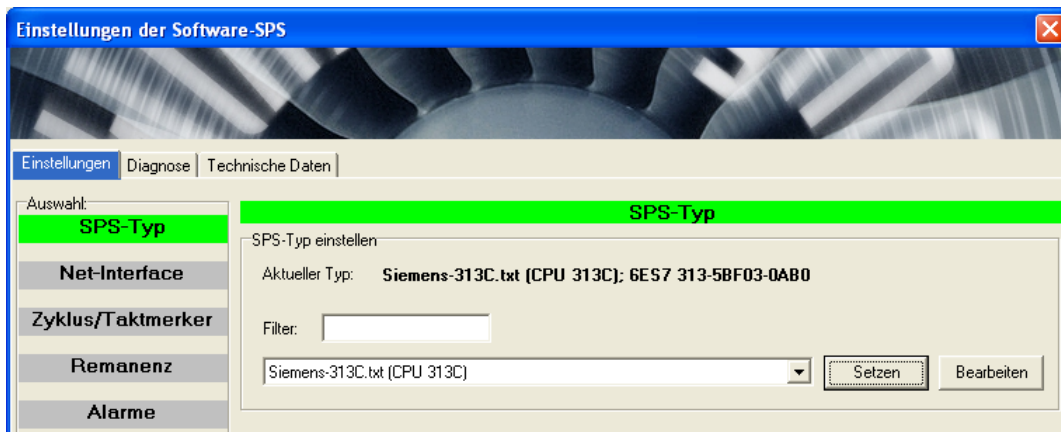 Einstellungen der Software-SPS
Einstellungen Diagnose Technische Daten
Auswahl:
SPS-Typ
Net-Interface
Zyklus/Taktmerker
Remanenz
Alarme
SPS-Typ
SPS-Typ einstellen
Aktueller Typ: Siemens-313C.txt (CPU 313C); 6ES7 313-5BF03-0AB0
Filter:
Siemens-313C.txt (CPU 313C) Setzen Bearbeiten